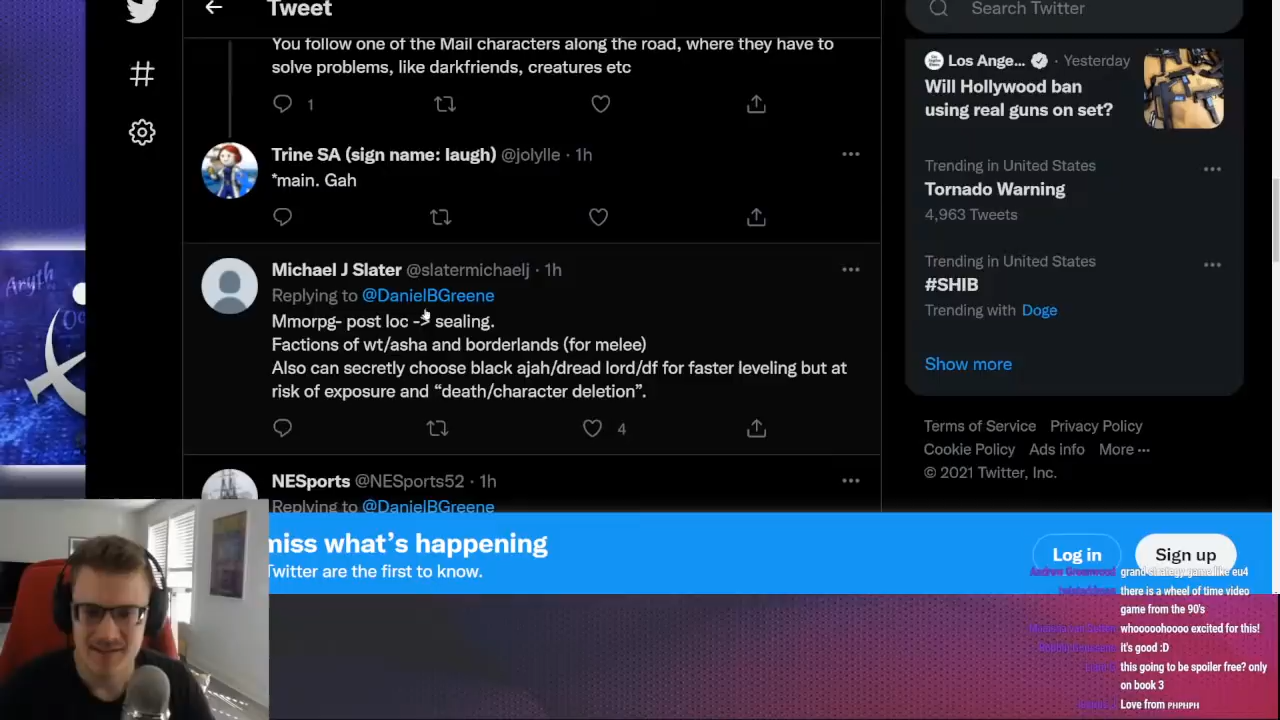 Tweet
Search Twitter
You follow one of the Mail characters along the road, where they have to
solve problems, like darkfriends, creatures etc
1
Trine SA (sign name: laugh) @jolylle · 1h
*main. Gah
Michael J Slater @slatermichaelj · 1h
Replying to @DanielBGreene
Mmorpg- post loc -> sealing.
Factions of wt/asha and borderlands (for melee)
Also can secretly choose black ajah/dread lord/df for faster leveling but at
risk of exposure and “death/character deletion”.
4
NESports @NESports52 · 1h
Replying to @DanielBGreene
Los Ange... · Yesterday
Will Hollywood ban
using real guns on set?
Trending in United States
Tornado Warning
4,963 Tweets
Trending in United States
#SHIB
Trending with Doge
Show more
Terms of Service Privacy Policy
Cookie Policy Ads info More ···
© 2021 Twitter, Inc.
miss what’s happening
Twitter are the first to know.
Log in
Sign up
Aryth
Andrew Greenwood grand strategy game like eu4
there is a wheel of time video
game from the 90's
whooooohoooo excited for this!
it's good :D
this going to be spoiler free? only
on book 3
Love from PHPHPH